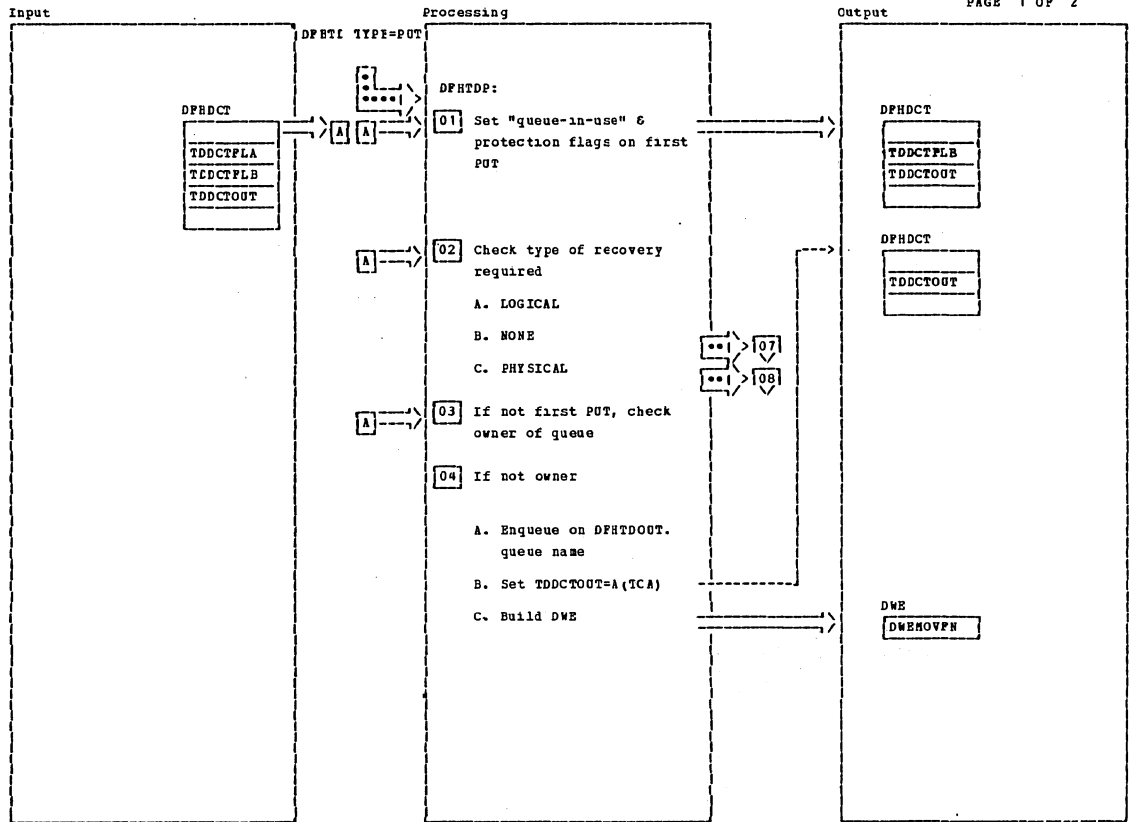 PAGE 1 OF 2
Input
Processing
Output
DFHTD TYPE=PUT
DFHTDP:
DFHDCT
TDDCTFLA
TDDCTFLB
TDDCTOUT
A A
01 Set "queue-in-use" &
protection flags on first
PUT
DFHDCT
TDDCTFLB
TDDCTOUT
A
02 Check type of recovery
required
A. LOGICAL
B. NONE
C. PHYSICAL
07
08
DFHDCT
TDDCTOUT
A
03 If not first PUT, check
owner of queue
04 If not owner
A. Enqueue on DFHTDOUT.
queue name
B. Set TDDCTOUT=A(TCA)
C. Build DWE
DWE
DWEMOVFN